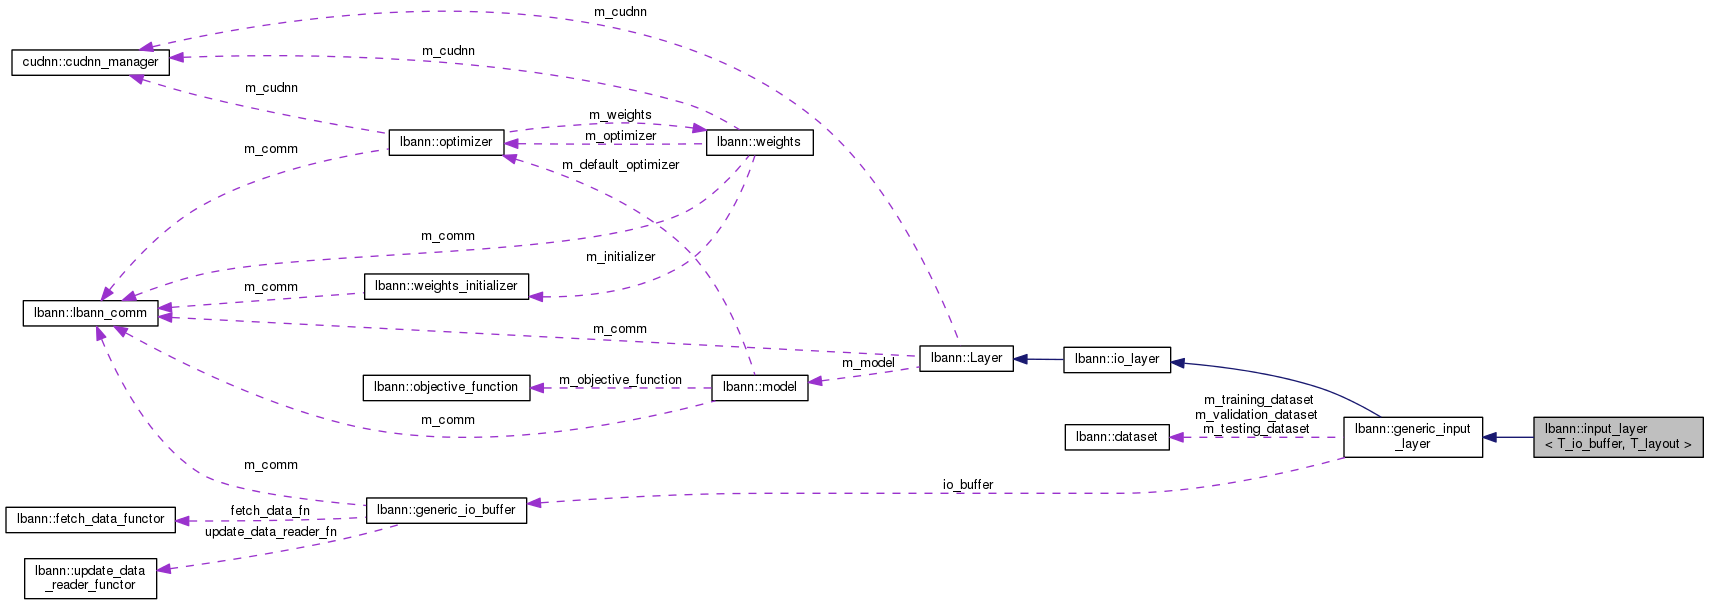 m_cudnn
m_cudnn
cudnn::cudnn_manager
m_cudnn
m_weights
m_optimizer
lbann::optimizer
lbann::weights
m_comm
m_default_optimizer
m_comm
m_initializer
m_comm
lbann::weights_initializer
lbann::lbann_comm
m_comm
lbann::Layer
lbann::io_layer
m_model
m_objective_function
lbann::objective_function
lbann::model
m_comm
m_training_dataset
m_validation_dataset
m_testing_dataset
lbann::dataset
lbann::generic_input
_layer
lbann::input_layer
< T_io_buffer, T_layout >
m_comm
io_buffer
lbann::generic_io_buffer
fetch_data_fn
lbann::fetch_data_functor
update_data_reader_fn
lbann::update_data
_reader_functor